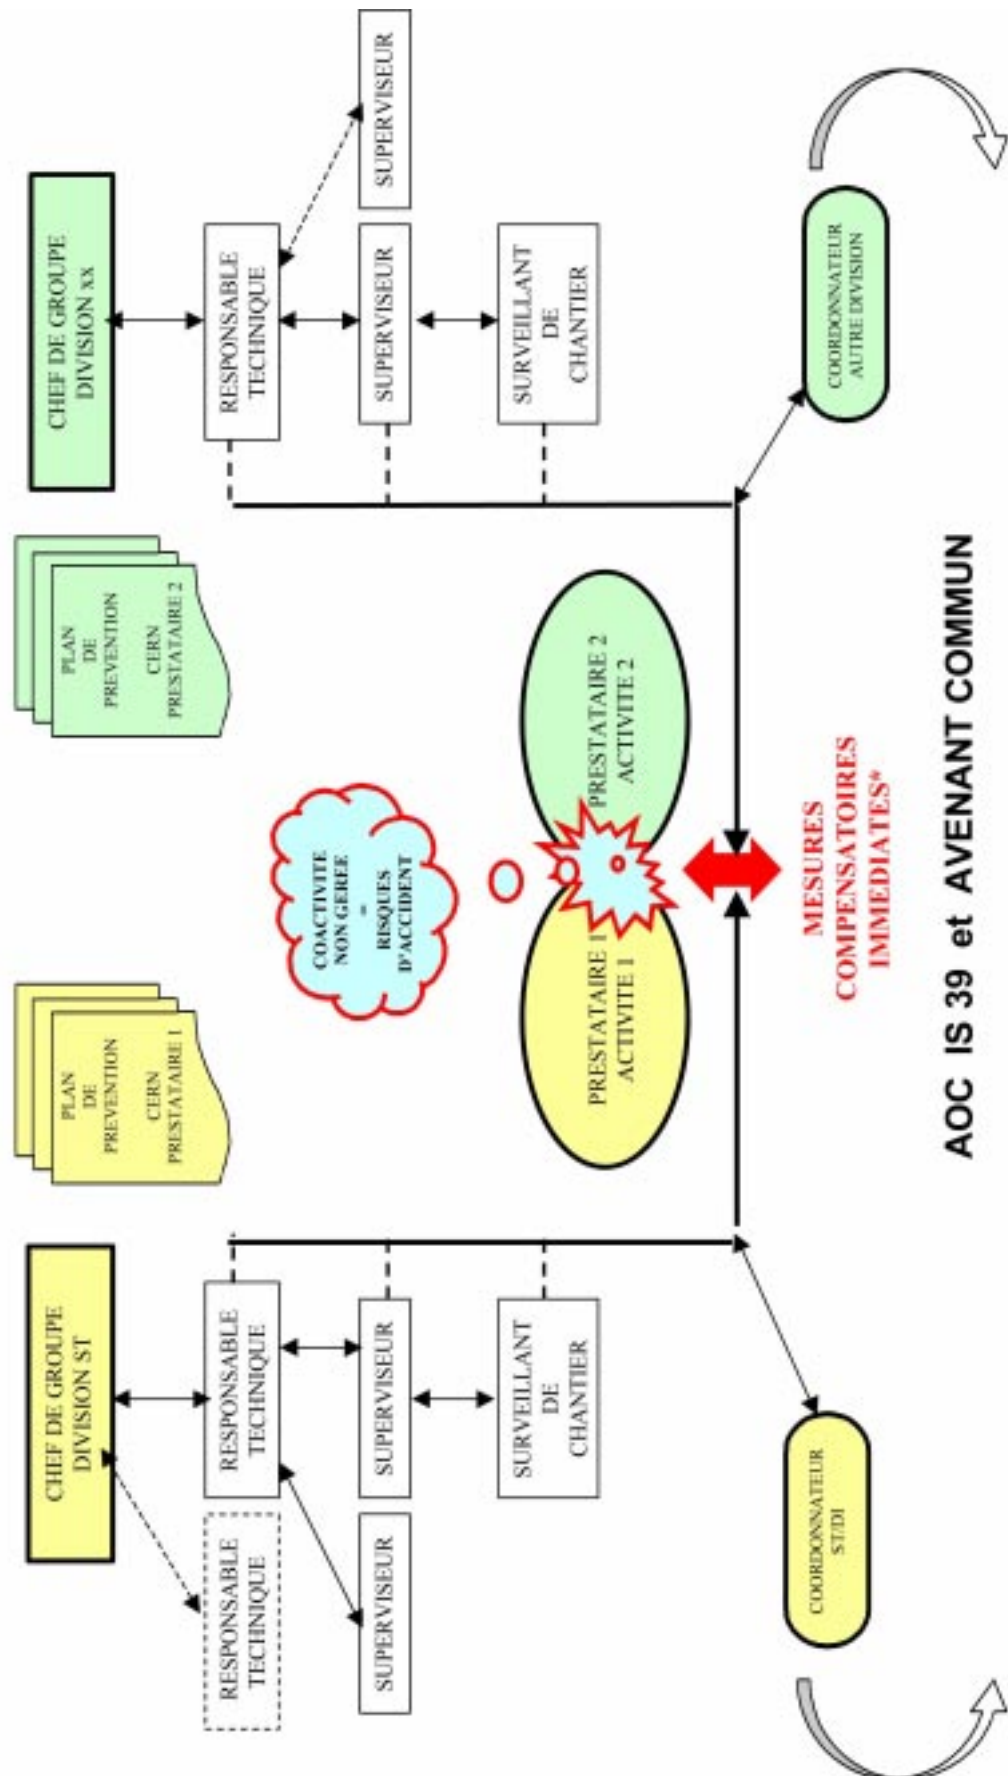 CHEF DE GROUPE
DIVISION ST
PLAN
DE
PREVENTION
CERN
PRESTATAIRE 1
PLAN
DE
PREVENTION
CERN
PRESTATAIRE 2
CHEF DE GROUPE
DIVISION xx
RESPONSABLE
TECHNIQUE
RESPONSABLE
TECHNIQUE
RESPONSABLE
TECHNIQUE
SUPERVISEUR
SUPERVISEUR
SUPERVISEUR
SUPERVISEUR
SURVEILLANT
DE
CHANTIER
SURVEILLANT
DE
CHANTIER
COACTIVITE
NON GEREE
=
RISQUES
D'ACCIDENT
PRESTATAIRE 1
ACTIVITE 1
PRESTATAIRE 2
ACTIVITE 2
MESURES
COMPENSATOIRES
IMMEDIATES*
COORDONNATEUR
ST/DI
COORDONNATEUR
AUTRE DIVISION
AOC IS 39 et AVENANT COMMUN